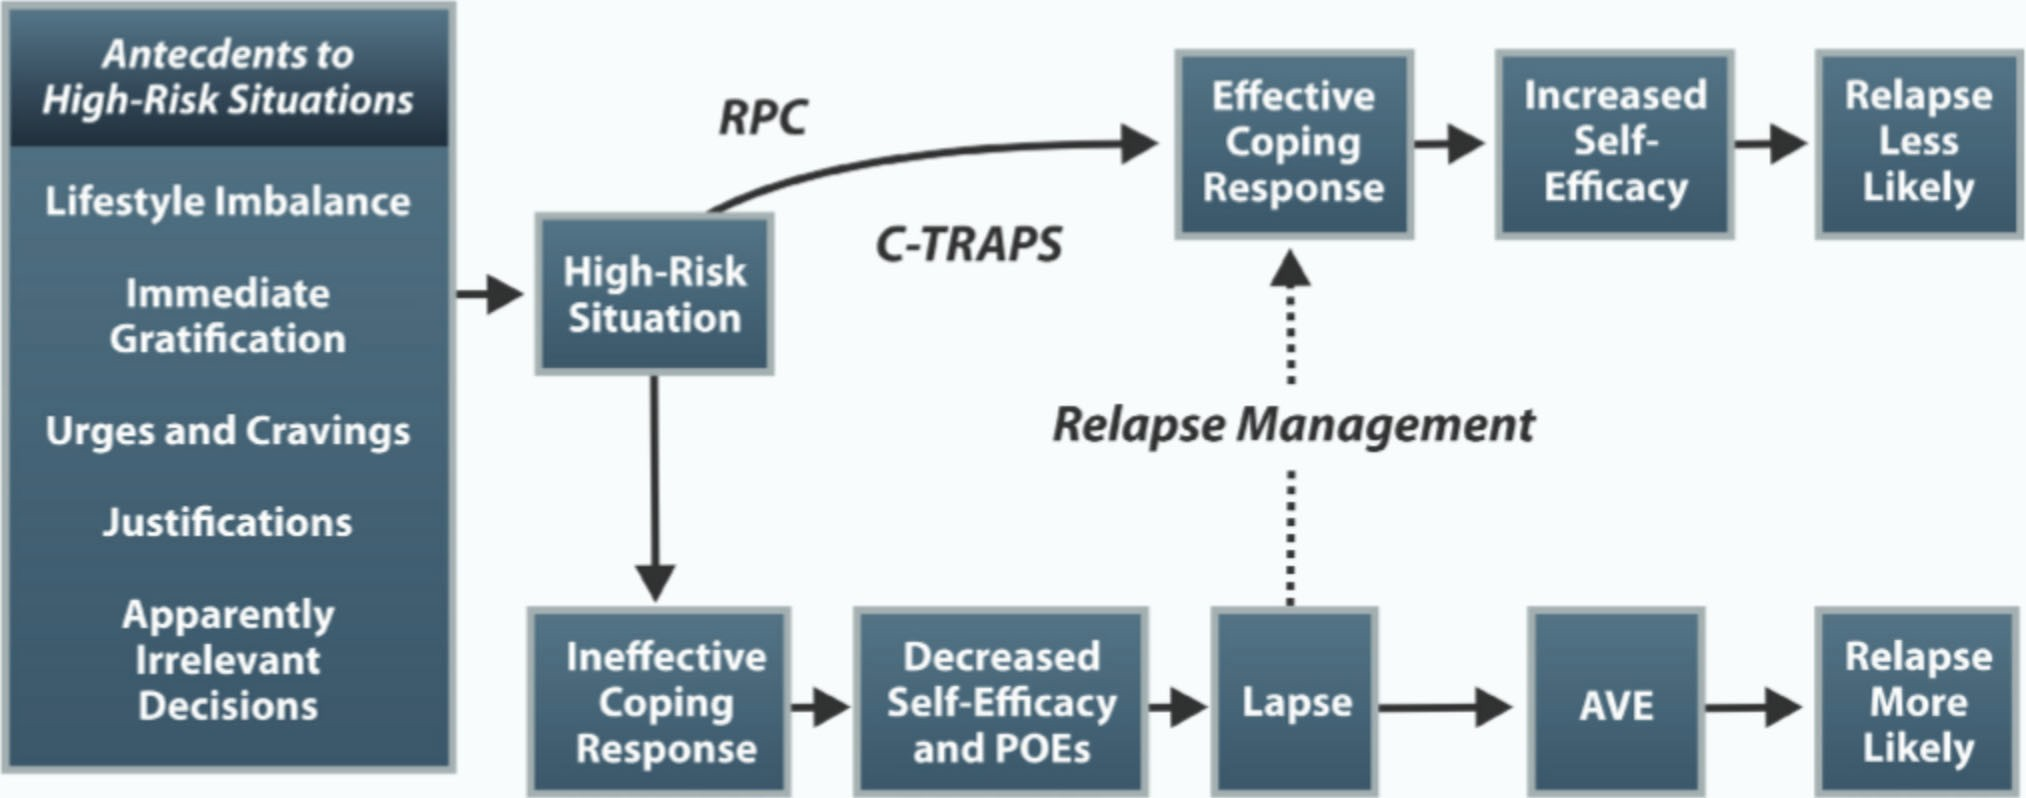 Antecdents to
High-Risk Situations
Lifestyle Imbalance
Immediate
Gratification
Urges and Cravings
Justifications
Apparently
Irrelevant
Decisions
High-Risk
Situation
RPC
C-TRAPS
Effective
Coping
Response
Increased
Self-
Efficacy
Relapse
Less
Likely
Relapse Management
Ineffective
Coping
Response
Decreased
Self-Efficacy
and POEs
Lapse
AVE
Relapse
More
Likely